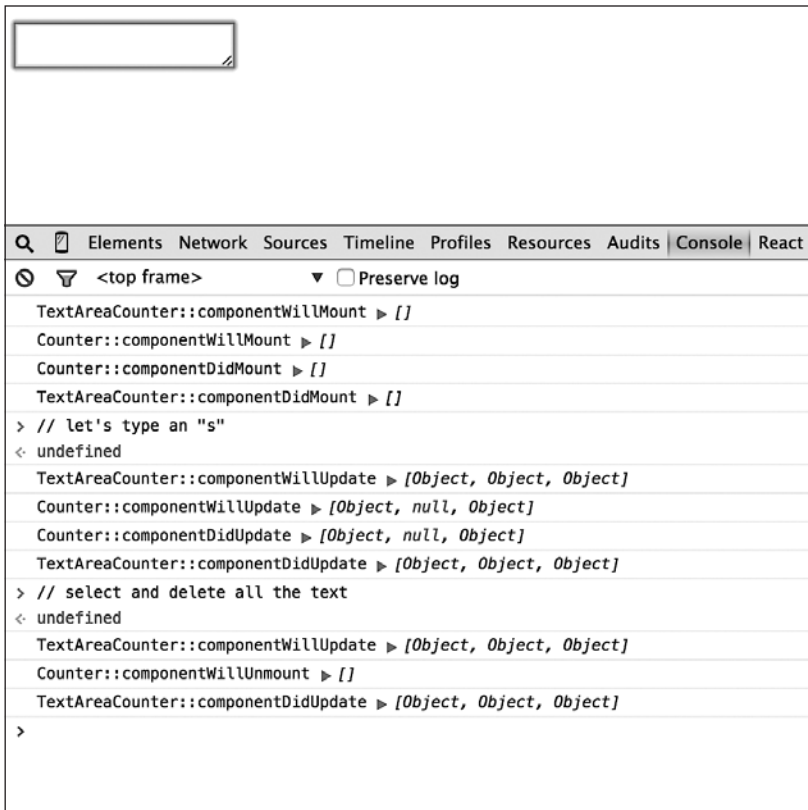 Elements Network Sources Timeline Profiles Resources Audits Console React
<top frame> ▼ Preserve log
TextAreaCounter::componentWillMount ▶ []
Counter::componentWillMount ▶ []
Counter::componentDidMount ▶ []
TextAreaCounter::componentDidMount ▶ []
> // let's type an "s"
<· undefined
TextAreaCounter::componentWillUpdate ▶ [Object, Object, Object]
Counter::componentWillUpdate ▶ [Object, null, Object]
Counter::componentDidUpdate ▶ [Object, null, Object]
TextAreaCounter::componentDidUpdate ▶ [Object, Object, Object]
> // select and delete all the text
<· undefined
TextAreaCounter::componentWillUpdate ▶ [Object, Object, Object]
Counter::componentWillUnmount ▶ []
TextAreaCounter::componentDidUpdate ▶ [Object, Object, Object]
>